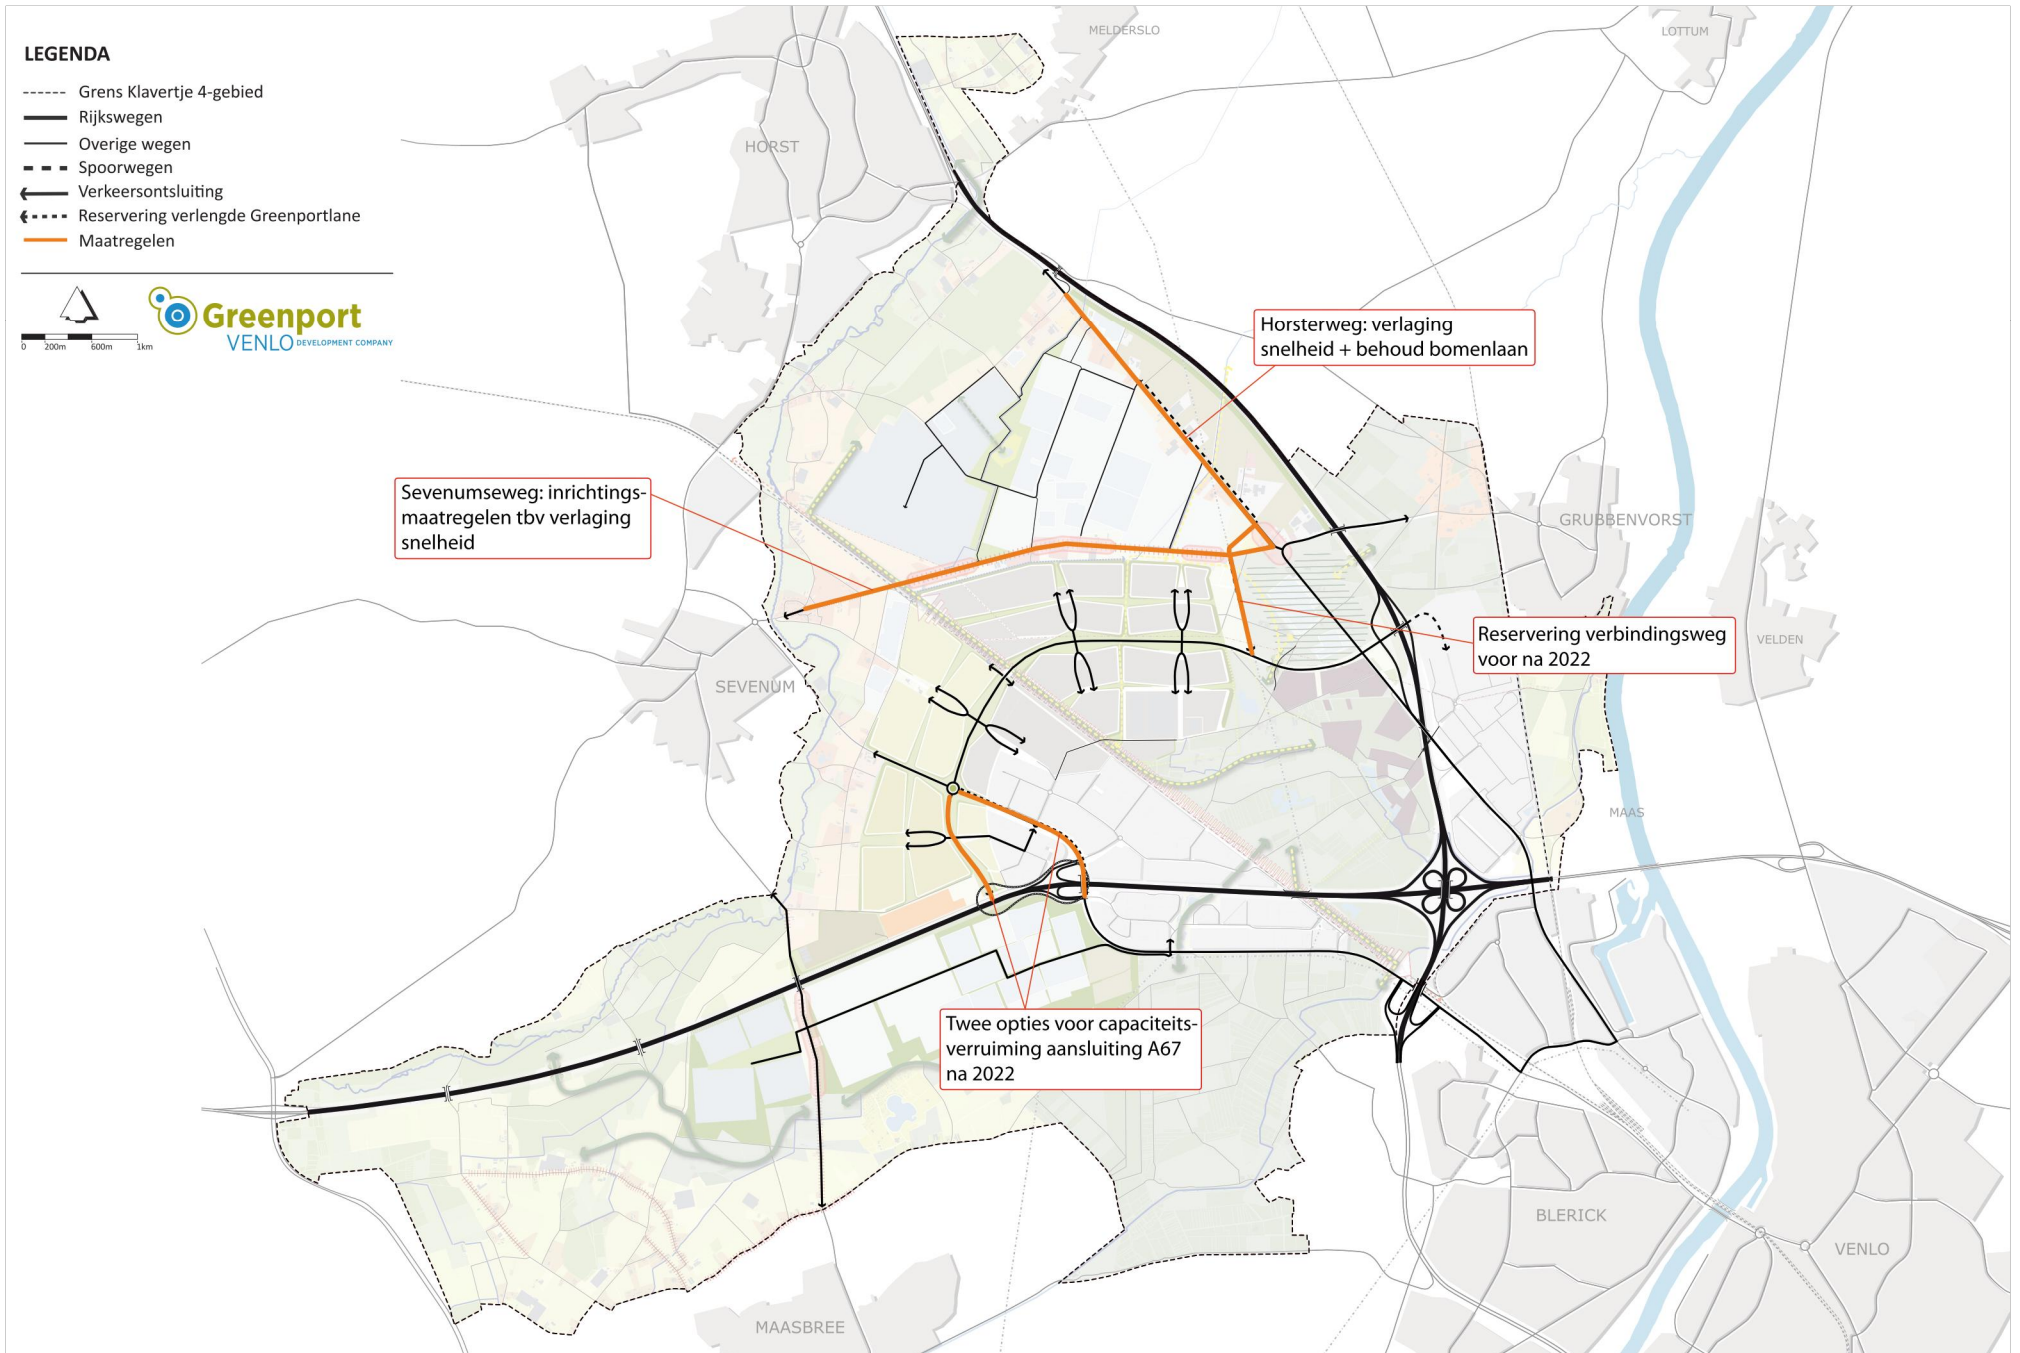 LEGENDA
Grens Klavertje 4-gebied
Rijkswegen
Overige wegen
Spoorwegen
Verkeersontsluiting
Reservering verlengde Greenportlane
Maatregelen
0 200m 600m 1km
Greenport
VENLO DEVELOPMENT COMPANY
MELDERSLO
LOTTUM
HORST
Horsterweg: verlaging
snelheid + behoud bomenlaan
Sevenumseweg: inrichtings-
maatregelen tbv verlaging
snelheid
GRUBBENVORST
Reservering verbindingsweg
voor na 2022
VELDEN
SEVENUM
MAAS
Twee opties voor capaciteits-
verruiming aansluiting A67
na 2022
BLERICK
VENLO
MAASBREE